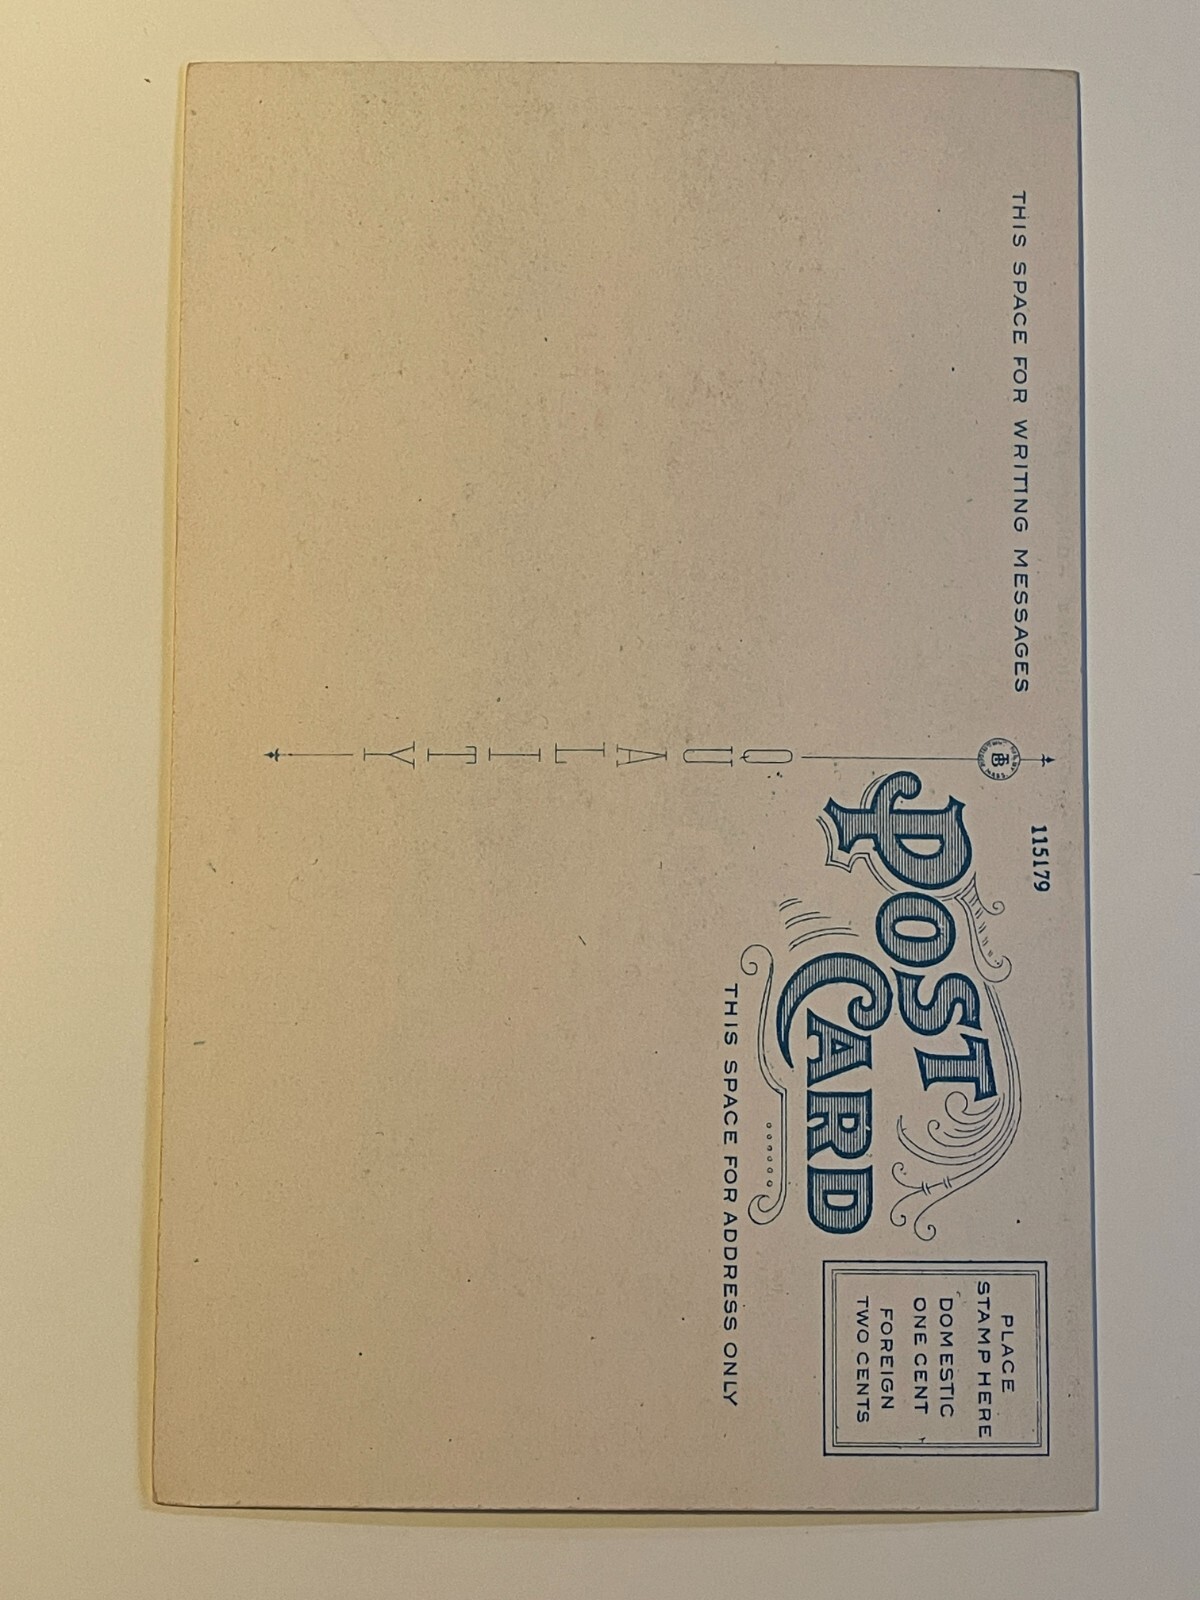 THIS SPACE FOR WRITING MESSAGES
115179
POST
CARD
PLACE
STAMP HERE
DOMESTIC
ONE CENT
FOREIGN
TWO CENTS
THIS SPACE FOR ADDRESS ONLY
QUALITY